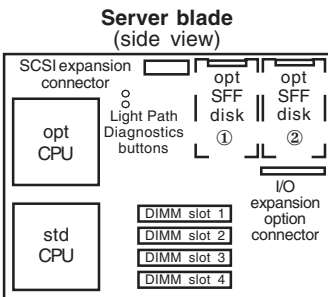 Server blade
(side view)
SCSI expansion
connector
opt
SFF
disk
①
opt
SFF
disk
②
Light Path
Diagnostics
buttons
opt
CPU
I/O
expansion
option
connector
std
CPU
DIMM slot 1
DIMM slot 2
DIMM slot 3
DIMM slot 4